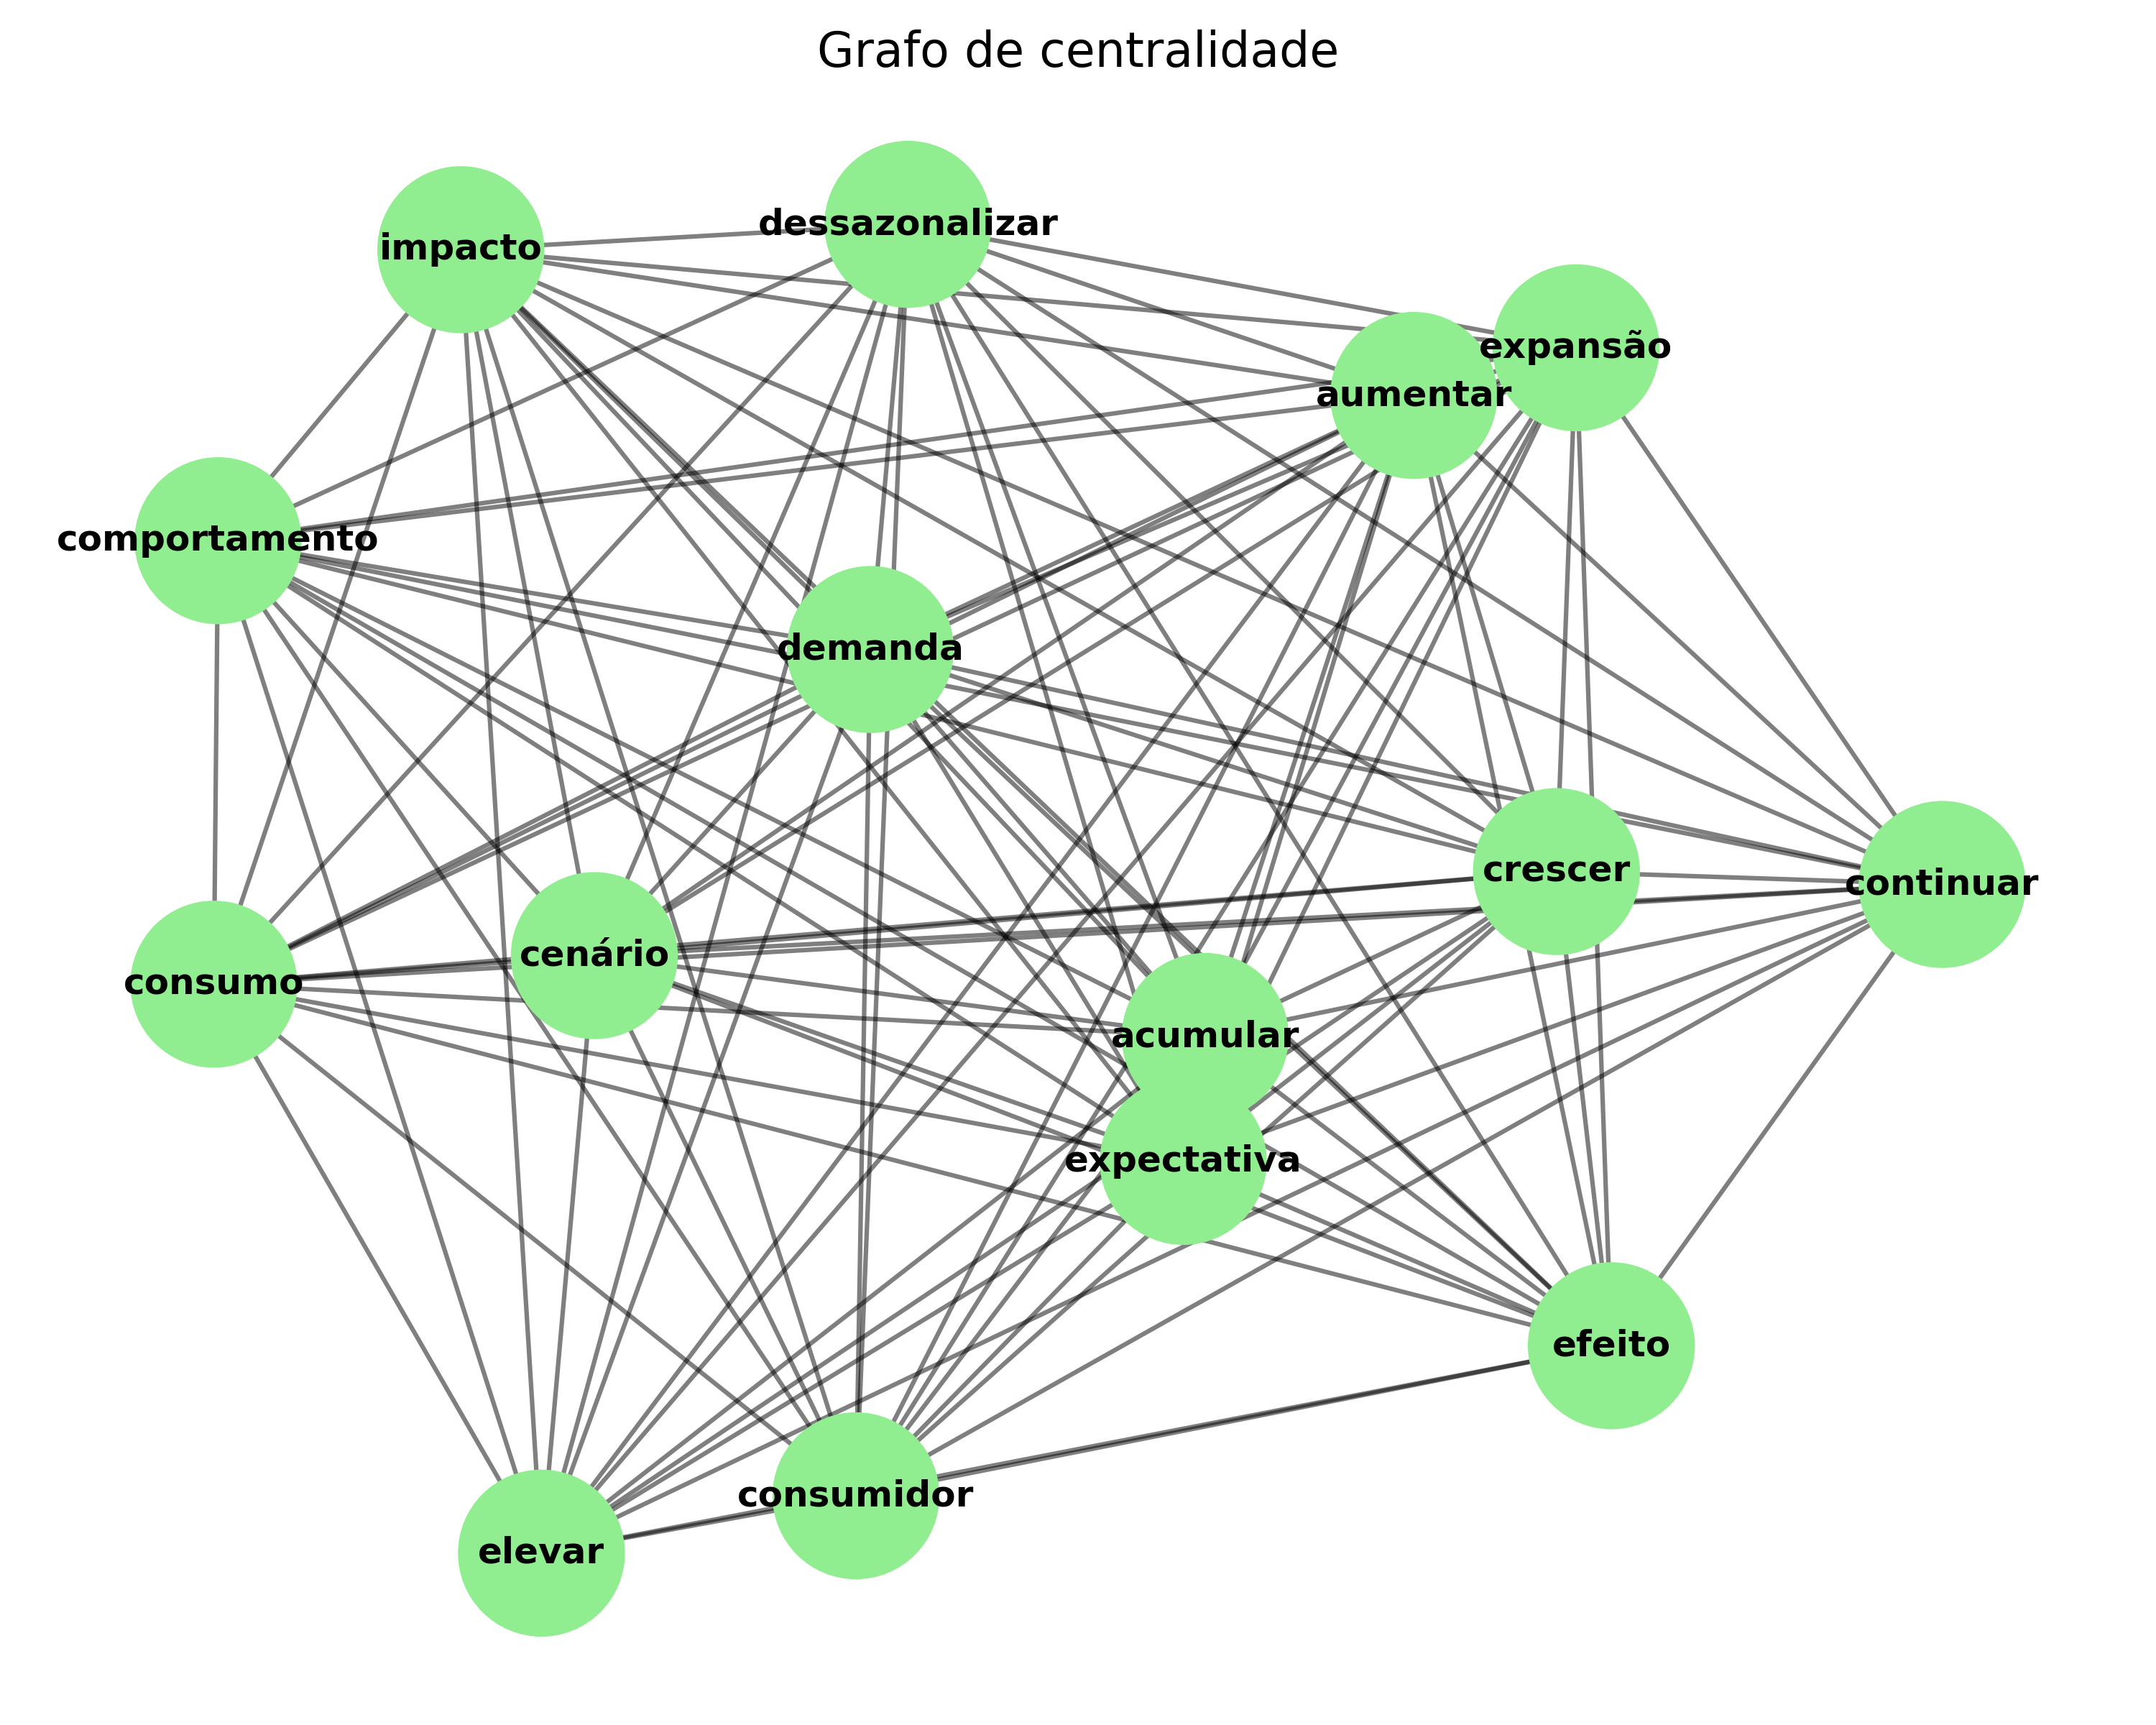 Grafo de centralidade
dessazonalizar
impacto
expansão
aumentar
comportamento
demanda
crescer
continuar
cenário
consumo
acumular
expectativa
efeito
consumidor
elevar